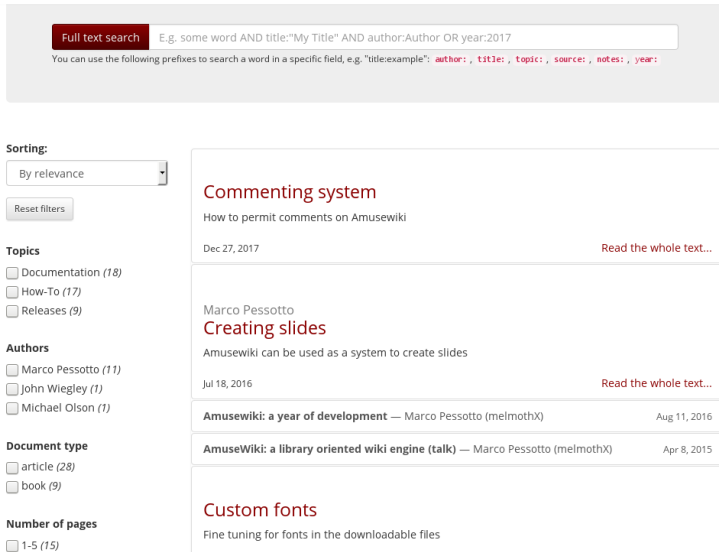 Full text search E.g. some word AND title:"My Title" AND author:Author OR year:2017
You can use the following prefixes to search a word in a specific field, e.g. "title:example": author: , title: , topic: , source: , notes: , year:
Sorting:
By relevance
Reset filters
Topics
Documentation (18)
How-To (17)
Releases (9)
Authors
Marco Pessotto (11)
John Wiegley (1)
Michael Olson (1)
Document type
article (28)
book (9)
Number of pages
1-5 (15)
Commenting system
How to permit comments on Amusewiki
Dec 27, 2017 Read the whole text...
Marco Pessotto
Creating slides
Amusewiki can be used as a system to create slides
Jul 18, 2016 Read the whole text...
Amusewiki: a year of development — Marco Pessotto (melmothX) Aug 11, 2016
AmuseWiki: a library oriented wiki engine (talk) — Marco Pessotto (melmothX) Apr 8, 2015
Custom fonts
Fine tuning for fonts in the downloadable files